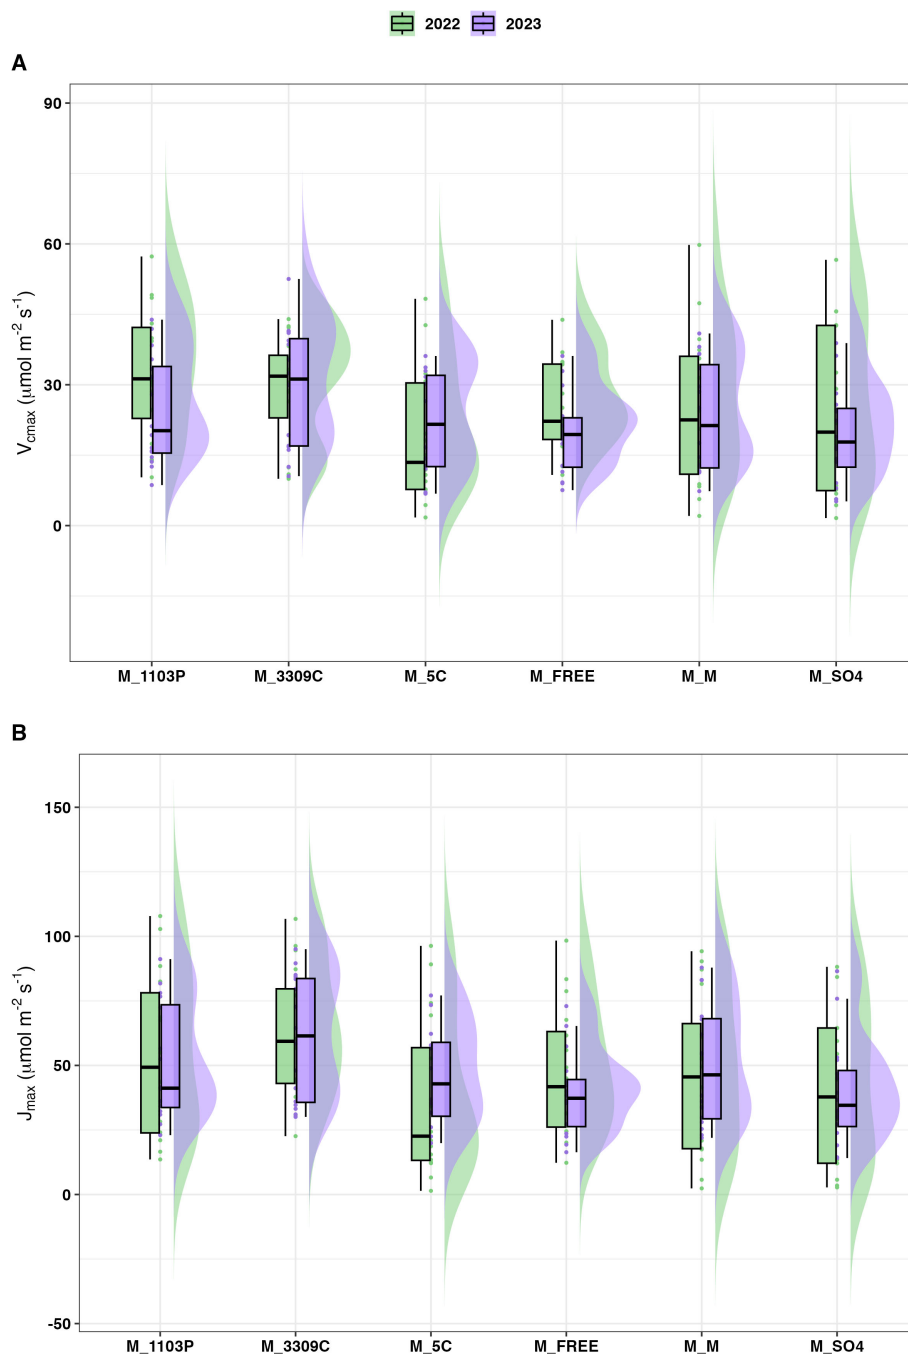 2022 2023
A
90
60
30
0
Vcmax (μmol m-2 s-1)
M_1103P M_3309C M_5C M_FREE M_M M_SO4
B
150
100
50
0
-50
Jmax (μmol m-2 s-1)
M_1103P M_3309C M_5C M_FREE M_M M_SO4